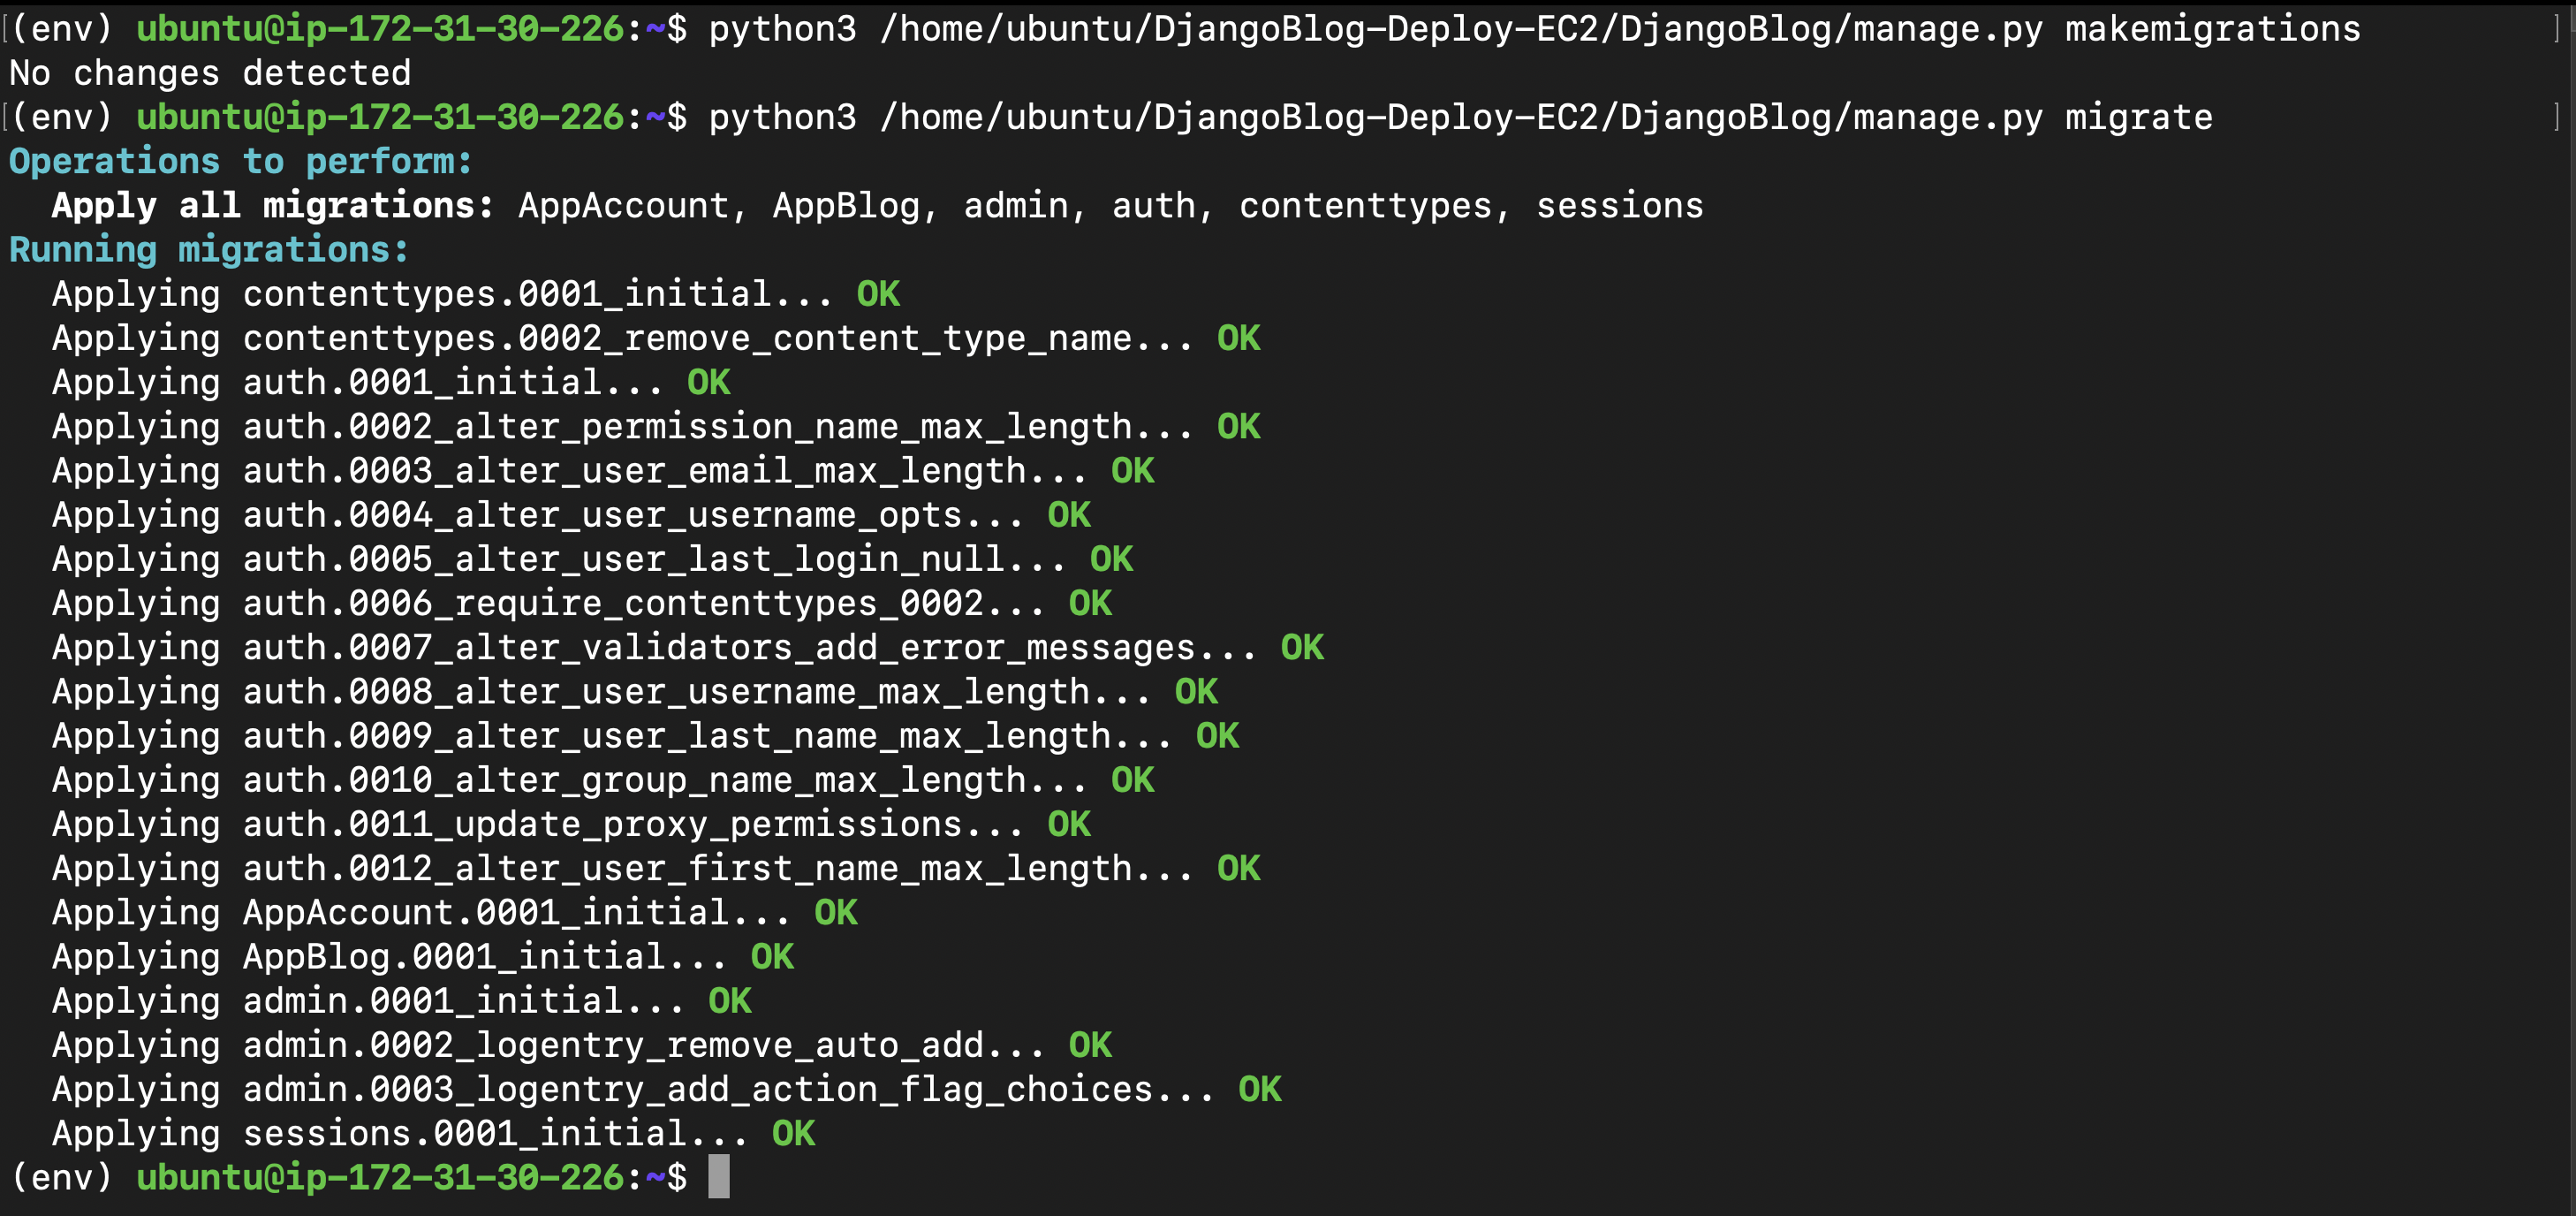 [(env) ubuntu@ip-172-31-30-226:~$ python3 /home/ubuntu/DjangoBlog-Deploy-EC2/DjangoBlog/manage.py makemigrations ]
No changes detected
[(env) ubuntu@ip-172-31-30-226:~$ python3 /home/ubuntu/DjangoBlog-Deploy-EC2/DjangoBlog/manage.py migrate ]
Operations to perform:
  Apply all migrations: AppAccount, AppBlog, admin, auth, contenttypes, sessions
Running migrations:
  Applying contenttypes.0001_initial... OK
  Applying contenttypes.0002_remove_content_type_name... OK
  Applying auth.0001_initial... OK
  Applying auth.0002_alter_permission_name_max_length... OK
  Applying auth.0003_alter_user_email_max_length... OK
  Applying auth.0004_alter_user_username_opts... OK
  Applying auth.0005_alter_user_last_login_null... OK
  Applying auth.0006_require_contenttypes_0002... OK
  Applying auth.0007_alter_validators_add_error_messages... OK
  Applying auth.0008_alter_user_username_max_length... OK
  Applying auth.0009_alter_user_last_name_max_length... OK
  Applying auth.0010_alter_group_name_max_length... OK
  Applying auth.0011_update_proxy_permissions... OK
  Applying auth.0012_alter_user_first_name_max_length... OK
  Applying AppAccount.0001_initial... OK
  Applying AppBlog.0001_initial... OK
  Applying admin.0001_initial... OK
  Applying admin.0002_logentry_remove_auto_add... OK
  Applying admin.0003_logentry_add_action_flag_choices... OK
  Applying sessions.0001_initial... OK
(env) ubuntu@ip-172-31-30-226:~$